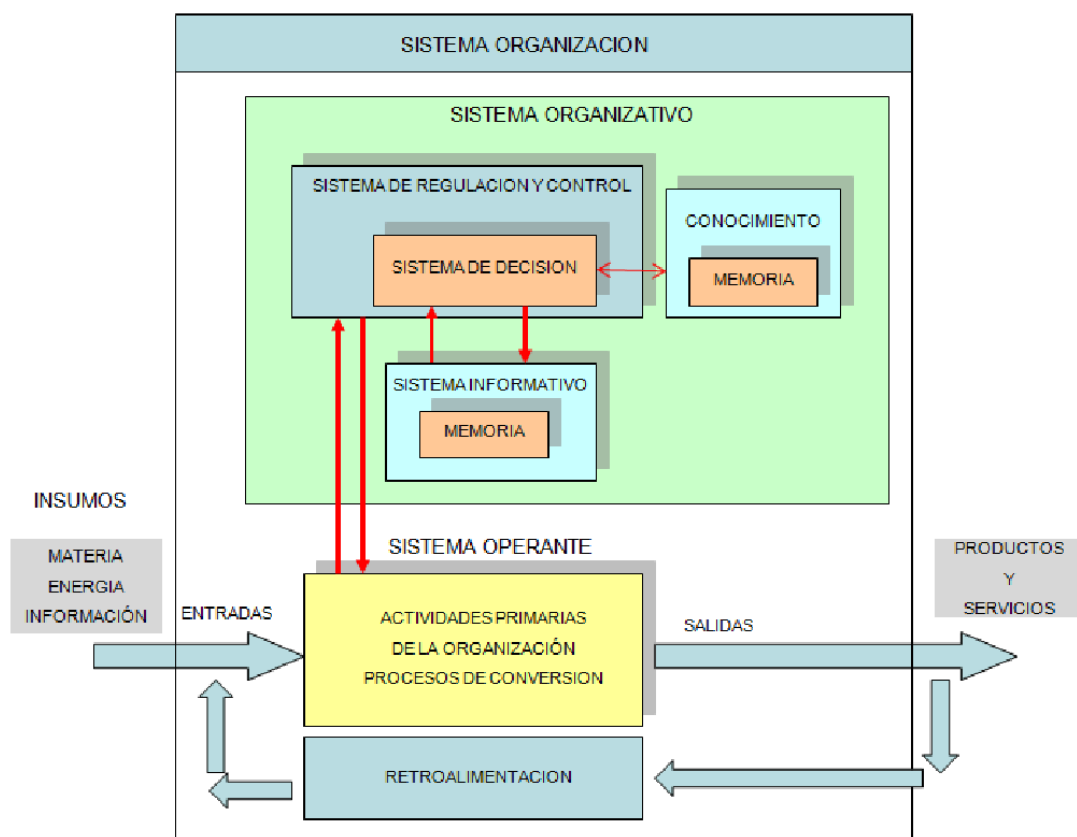 SISTEMA ORGANIZACION
SISTEMA ORGANIZATIVO
SISTEMA DE REGULACION Y CONTROL
SISTEMA DE DECISION
CONOCIMIENTO
MEMORIA
SISTEMA INFORMATIVO
MEMORIA
INSUMOS
MATERIA
ENERGIA
INFORMACIÓN
ENTRADAS
SISTEMA OPERANTE
ACTIVIDADES PRIMARIAS
DE LA ORGANIZACIÓN
PROCESOS DE CONVERSION
SALIDAS
PRODUCTOS
Y
SERVICIOS
RETROALIMENTACION